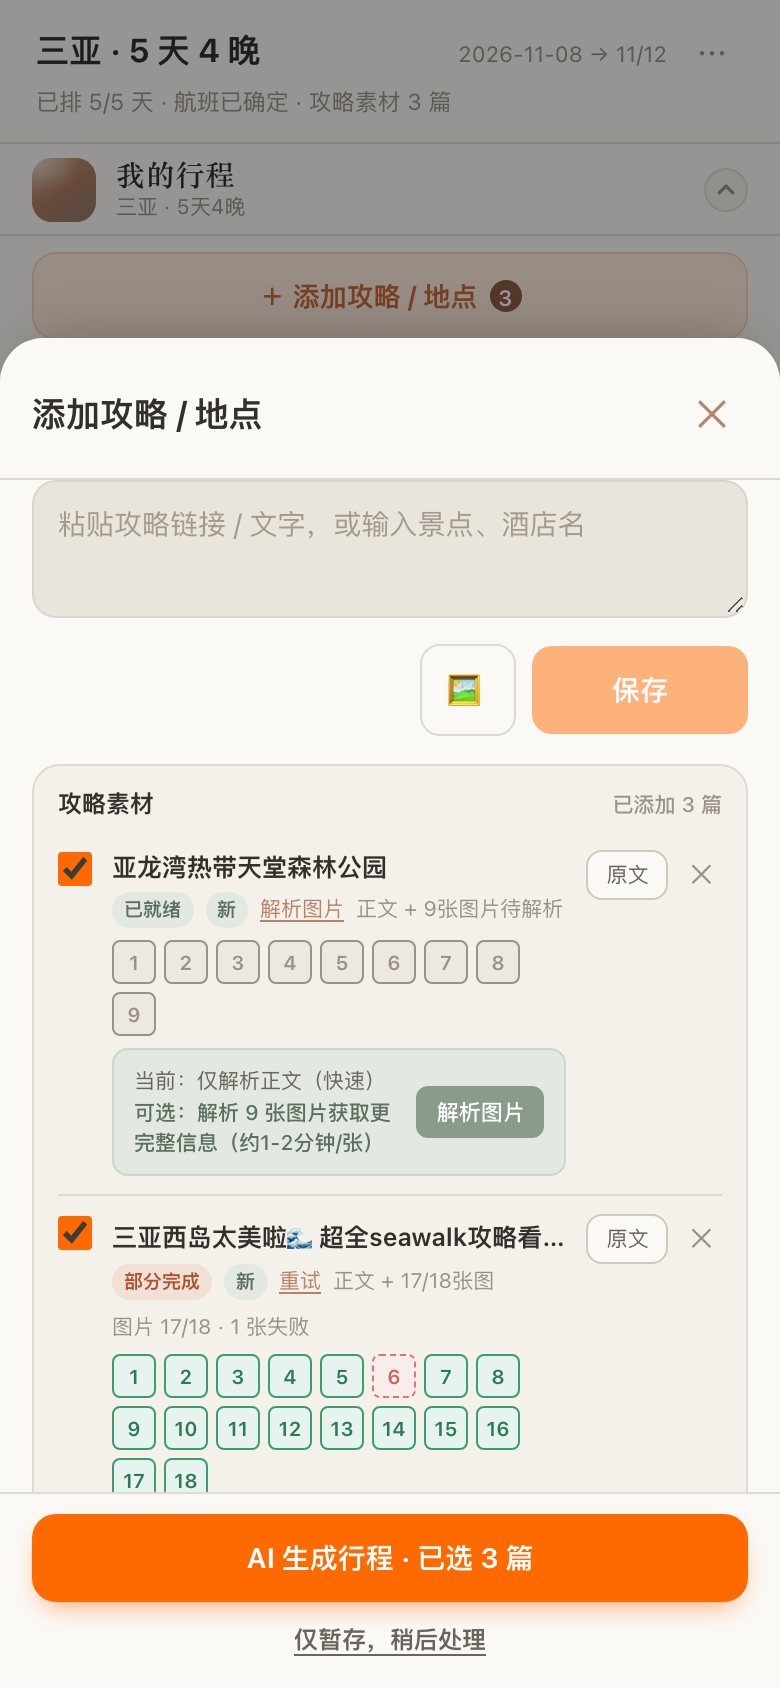 三亚 · 5 天 4 晚
2026-11-08 → 11/12
···
已排 5/5 天 · 航班已确定 · 攻略素材 3 篇
我的行程
三亚 · 5天4晚
+ 添加攻略 / 地点 3
添加攻略 / 地点
粘贴攻略链接 / 文字，或输入景点、酒店名
保存
攻略素材
已添加 3 篇
亚龙湾热带天堂森林公园
原文
已就绪 新 解析图片 正文 + 9张图片待解析
1 2 3 4 5 6 7 8
9
当前：仅解析正文（快速）
可选：解析 9 张图片获取更
完整信息（约1-2分钟/张）
解析图片
三亚西岛太美啦🌊 超全seawalk攻略看...
原文
部分完成 新 重试 正文 + 17/18张图
图片 17/18 · 1 张失败
1 2 3 4 5 6 7 8
9 10 11 12 13 14 15 16
17 18
AI 生成行程 · 已选 3 篇
仅暂存，稍后处理